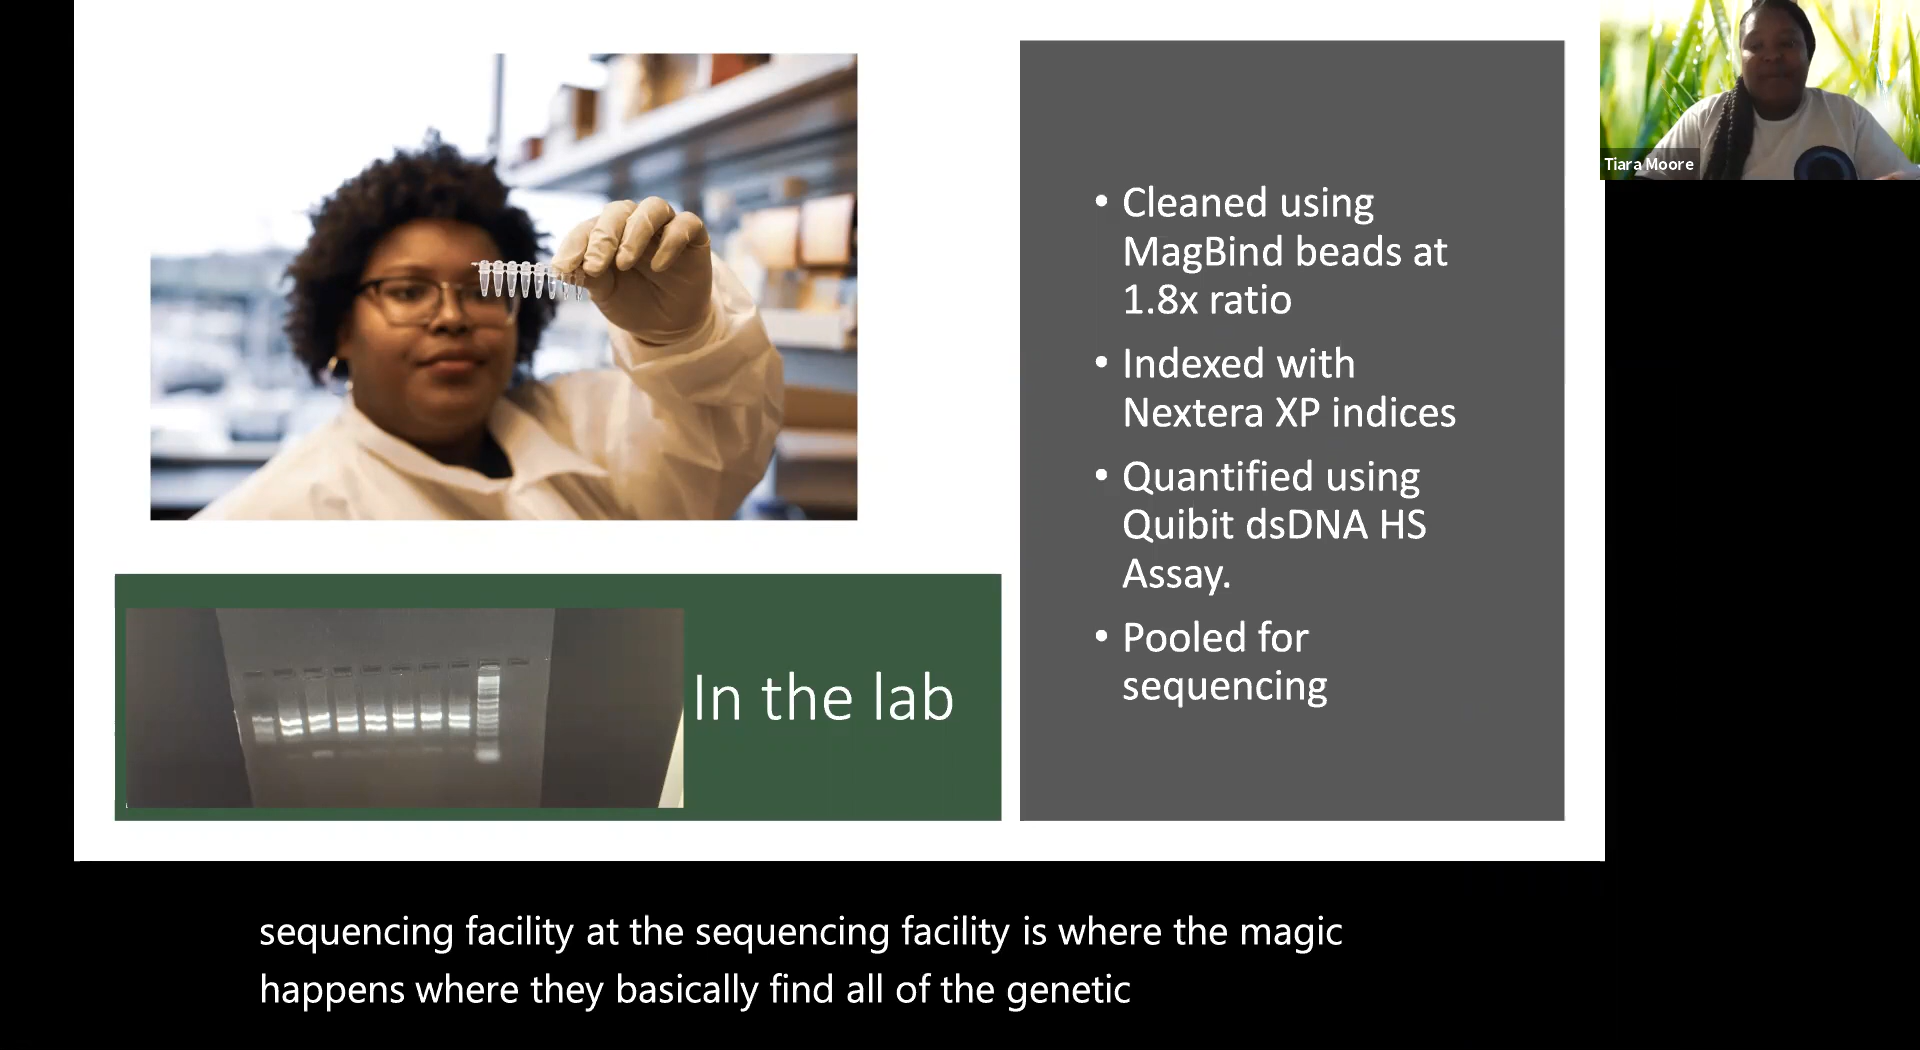 Tiara Moore
• Cleaned using
MagBind beads at
1.8x ratio
• Indexed with
Nextera XP indices
• Quantified using
Quibit dsDNA HS
Assay.
• Pooled for
sequencing
In the lab
sequencing facility at the sequencing facility is where the magic
happens where they basically find all of the genetic